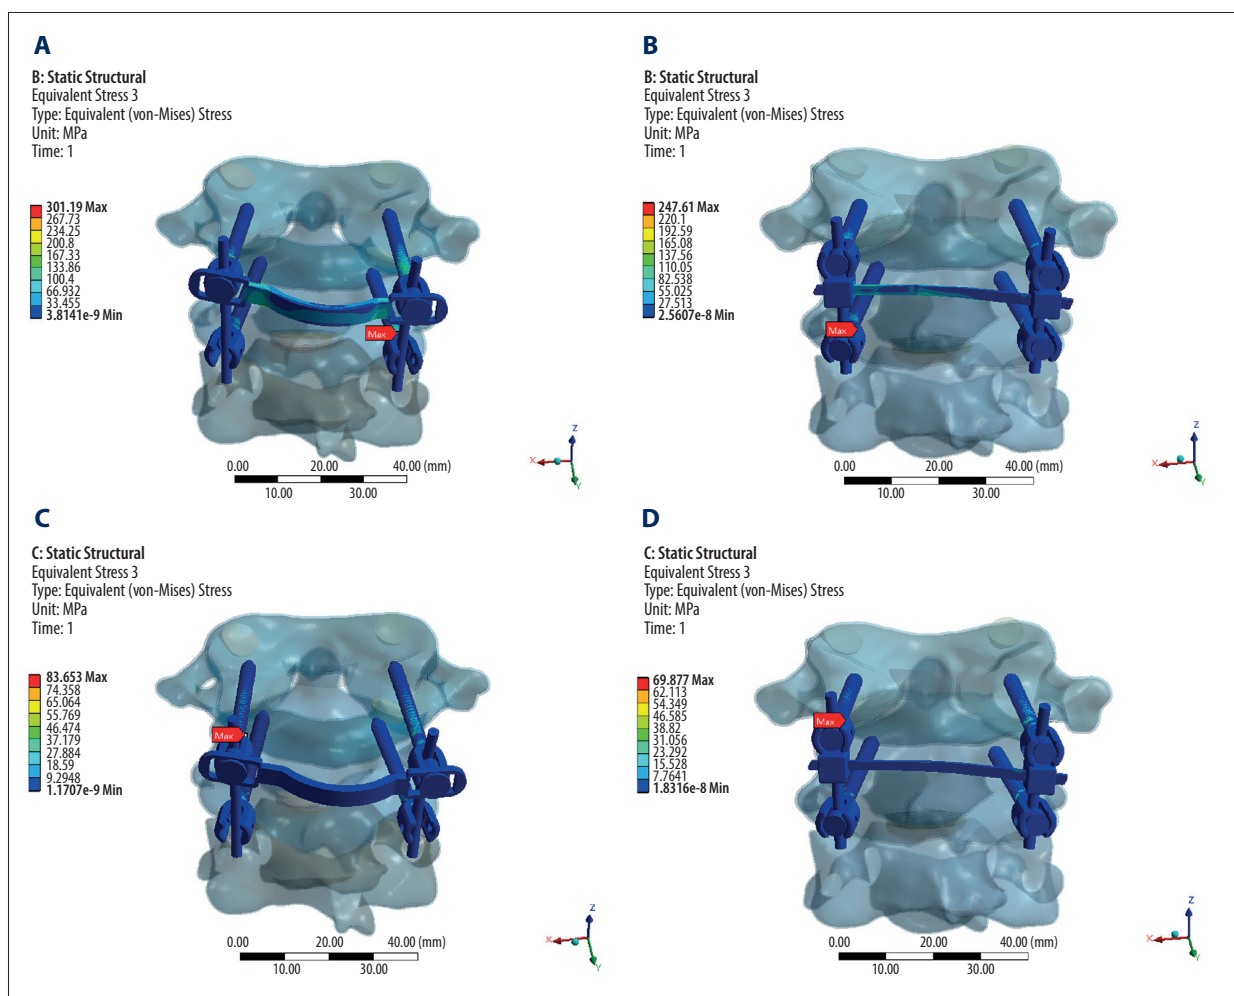 A
B: Static Structural
Equivalent Stress 3
Type: Equivalent (von-Mises) Stress
Unit: MPa
Time: 1
301.19 Max
267.73
234.25
200.8
167.33
133.86
100.4
66.932
33.455
3.8141e-9 Min
Max
0.00 20.00 40.00 (mm)
10.00 30.00
X
Y
Z
B
B: Static Structural
Equivalent Stress 3
Type: Equivalent (von-Mises) Stress
Unit: MPa
Time: 1
247.61 Max
220.1
192.59
165.08
137.56
110.05
82.538
55.025
27.513
2.5607e-8 Min
Max
0.00 20.00 40.00 (mm)
10.00 30.00
X
Y
Z
C
C: Static Structural
Equivalent Stress 3
Type: Equivalent (von-Mises) Stress
Unit: MPa
Time: 1
83.653 Max
74.358
65.064
55.769
46.474
37.179
27.884
18.59
9.2948
1.1707e-9 Min
Max
0.00 20.00 40.00 (mm)
10.00 30.00
X
Y
Z
D
C: Static Structural
Equivalent Stress 3
Type: Equivalent (von-Mises) Stress
Unit: MPa
Time: 1
69.877 Max
62.113
54.349
46.585
38.82
38.82
31.056
23.292
15.528
7.7641
1.8316e-8 Min
Max
0.00 20.00 40.00 (mm)
10.00 30.00
X
Y
Z